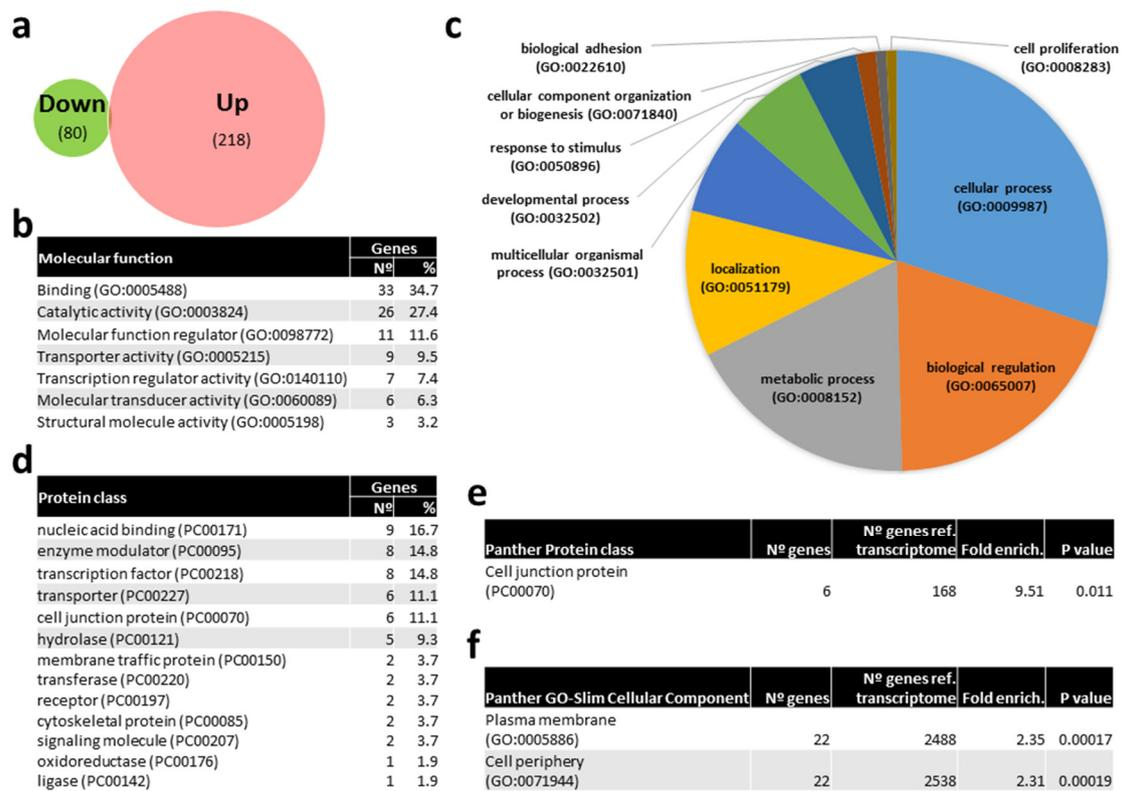 a
Down
(80)
Up
(218)
b
Molecular function Genes
Nº %
Binding (GO:0005488) 33 34.7
Catalytic activity (GO:0003824) 26 27.4
Molecular function regulator (GO:0098772) 11 11.6
Transporter activity (GO:0005215) 9 9.5
Transcription regulator activity (GO:0140110) 7 7.4
Molecular transducer activity (GO:0060089) 6 6.3
Structural molecule activity (GO:0005198) 3 3.2
c
biological adhesion
(GO:0022610)
cellular component organization
or biogenesis (GO:0071840)
response to stimulus
(GO:0050896)
developmental process
(GO:0032502)
multicellular organismal
process (GO:0032501)
cell proliferation
(GO:0008283)
cellular process
(GO:0009987)
localization
(GO:0051179)
biological regulation
(GO:0065007)
metabolic process
(GO:0008152)
d
Protein class Genes
Nº %
nucleic acid binding (PC00171) 9 16.7
enzyme modulator (PC00095) 8 14.8
transcription factor (PC00218) 8 14.8
transporter (PC00227) 6 11.1
cell junction protein (PC00070) 6 11.1
hydrolase (PC00121) 5 9.3
membrane traffic protein (PC00150) 2 3.7
transferase (PC00220) 2 3.7
receptor (PC00197) 2 3.7
cytoskeletal protein (PC00085) 2 3.7
signaling molecule (PC00207) 2 3.7
oxidoreductase (PC00176) 1 1.9
ligase (PC00142) 1 1.9
e
Nº genes ref.
Panther Protein class Nº genes transcriptome Fold enrich. P value
Cell junction protein
(PC00070) 6 168 9.51 0.011
f
Nº genes ref.
Panther GO-Slim Cellular Component Nº genes transcriptome Fold enrich. P value
Plasma membrane
(GO:0005886) 22 2488 2.35 0.00017
Cell periphery
(GO:0071944) 22 2538 2.31 0.00019